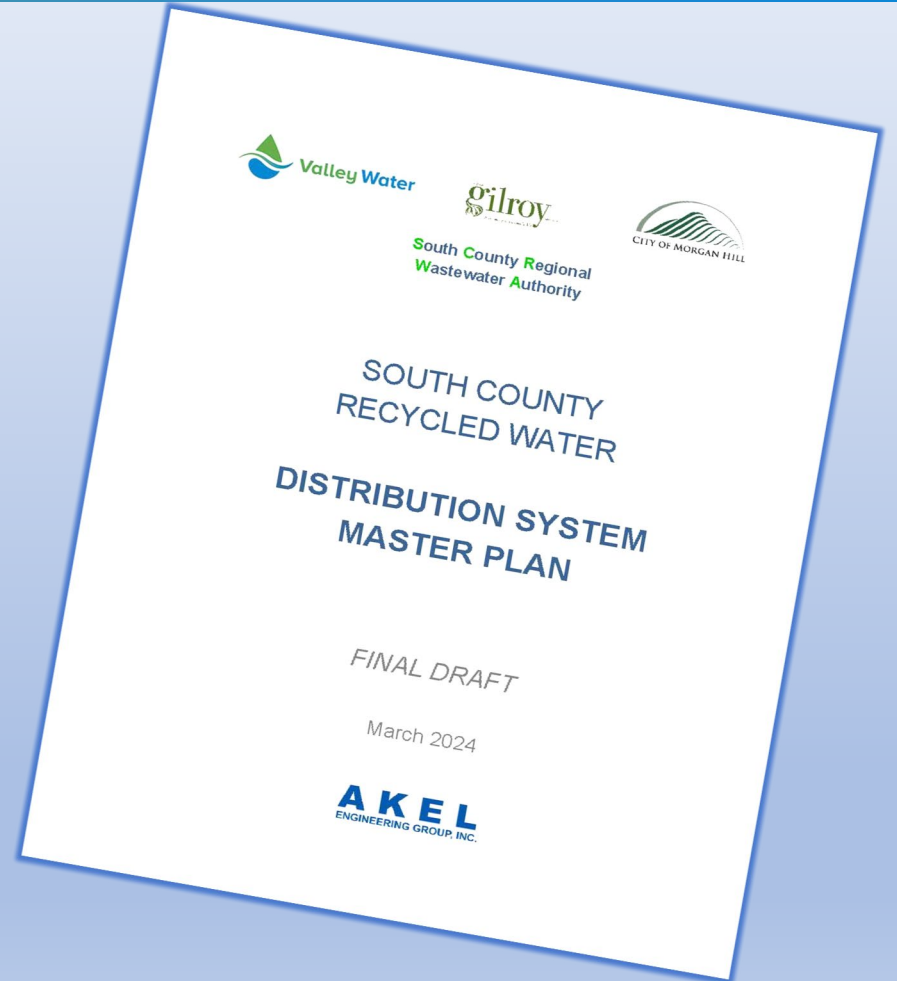 Valley Water
gilroy
CITY OF MORGAN HILL
South County Regional
Wastewater Authority
SOUTH COUNTY
RECYCLED WATER
DISTRIBUTION SYSTEM
MASTER PLAN
FINAL DRAFT
March 2024
AKEL
ENGINEERING GROUP, INC.